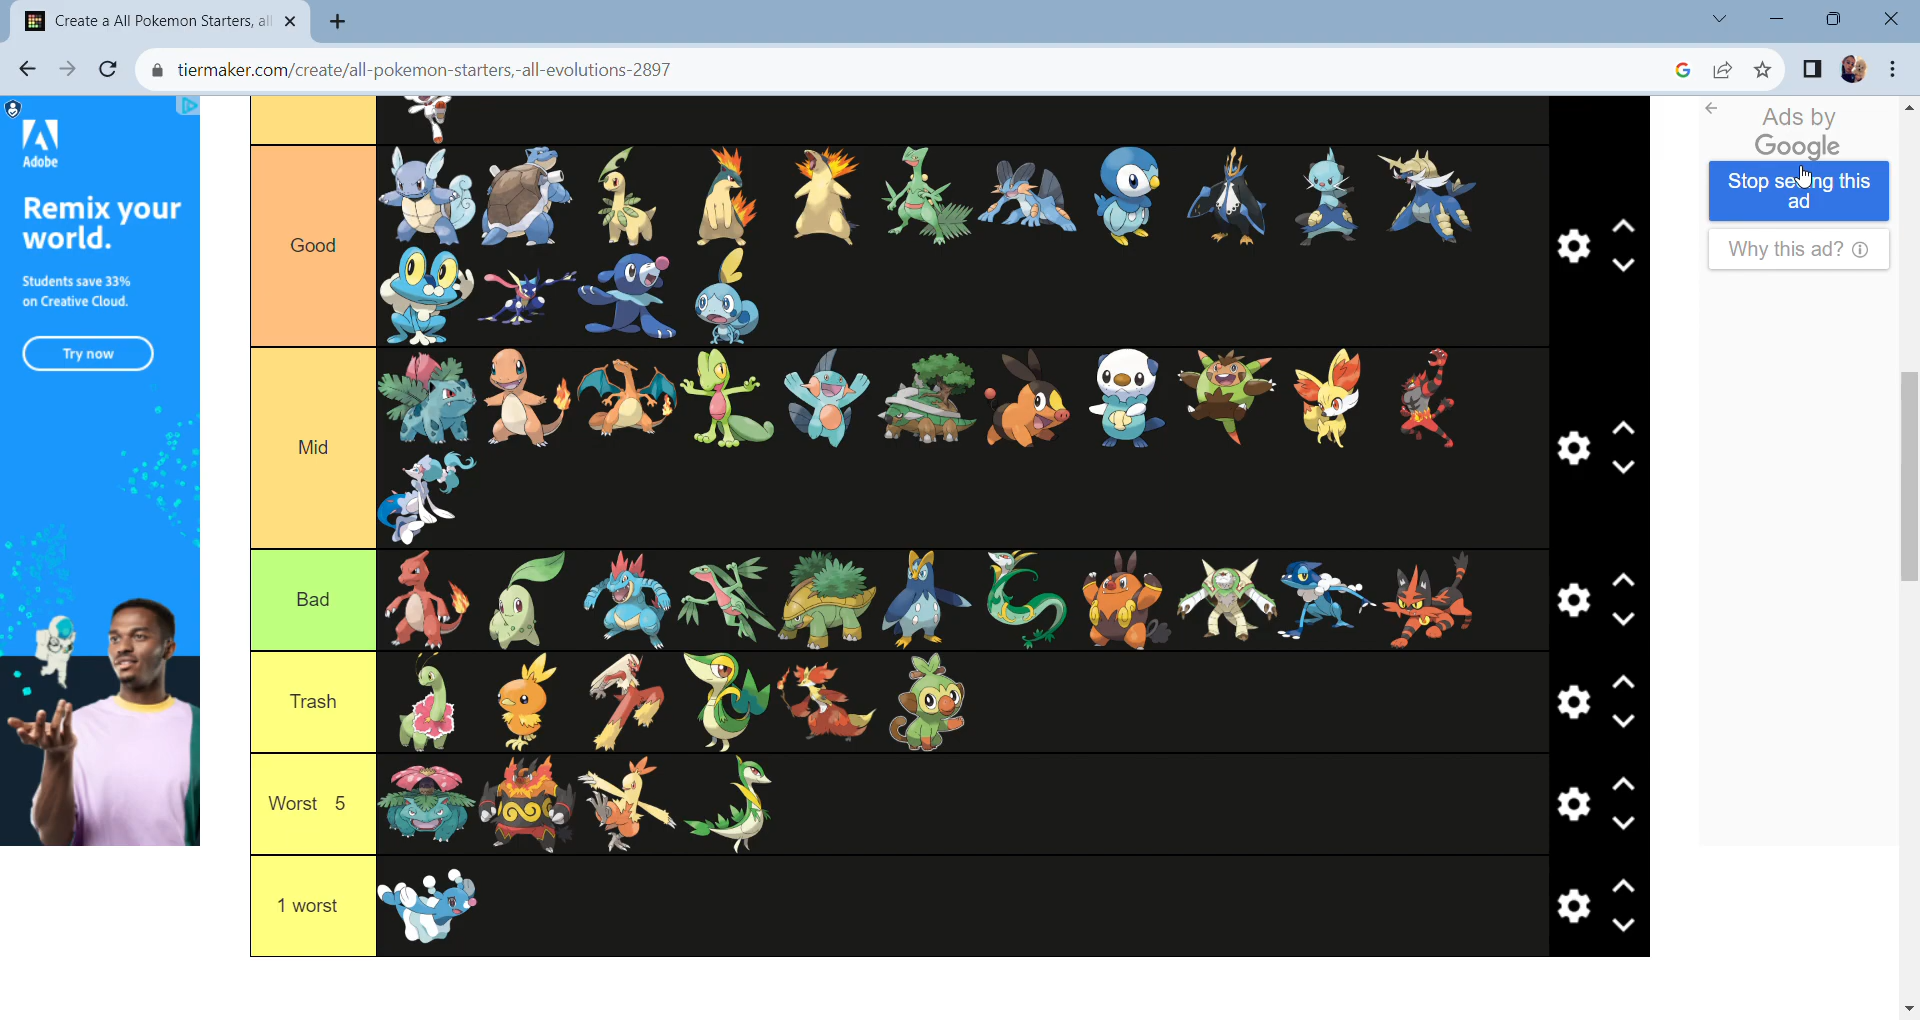 Create a All Pokemon Starters, al
tiermaker.com/create/all-pokemon-starters,-all-evolutions-2897
Adobe
Remix your
world.
Students save 33%
on Creative Cloud.
Try now
Good
Mid
Bad
Trash
Worst 5
1 worst
Ads by
Google
Stop seeing this
ad
Why this ad?